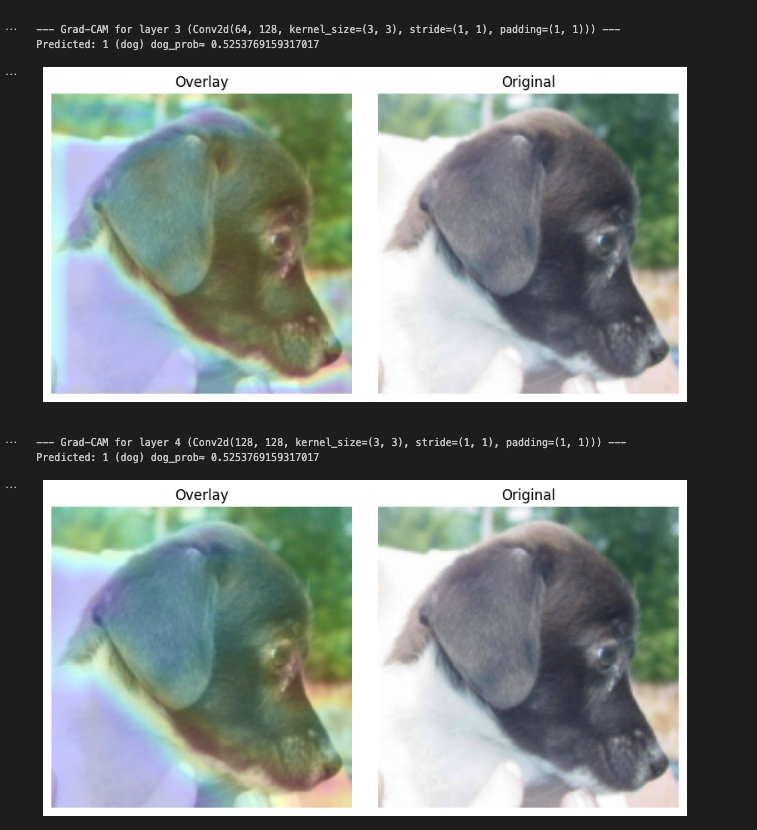 --- Grad-CAM for layer 3 (Conv2d(64, 128, kernel_size=(3, 3), stride=(1, 1), padding=(1, 1))) ---
Predicted: 1 (dog) dog_prob≈ 0.5253769159317017
Overlay Original
--- Grad-CAM for layer 4 (Conv2d(128, 128, kernel_size=(3, 3), stride=(1, 1), padding=(1, 1))) ---
Predicted: 1 (dog) dog_prob≈ 0.5253769159317017
Overlay Original